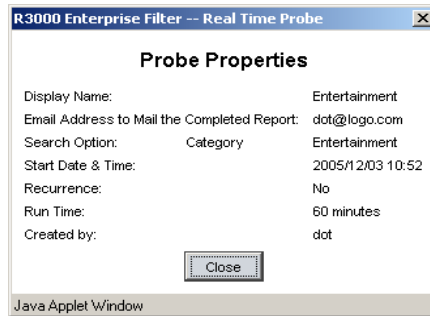 R3000 Enterprise Filter -- Real Time Probe
Probe Properties
Display Name: Entertainment
Email Address to Mail the Completed Report: dot@logo.com
Search Option: Category Entertainment
Start Date & Time: 2005/12/03 10:52
Recurrence: No
Run Time: 60 minutes
Created by: dot
Close
Java Applet Window